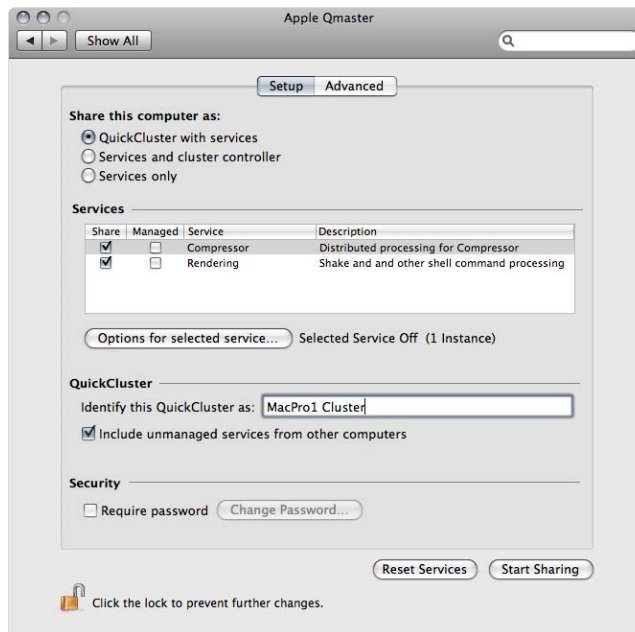 Apple Qmaster
Show All
Setup Advanced
Share this computer as:
QuickCluster with services
Services and cluster controller
Services only
Services
Share Managed Service Description
Compressor Distributed processing for Compressor
Rendering Shake and and other shell command processing
Options for selected service... Selected Service Off (1 Instance)
QuickCluster
Identify this QuickCluster as: MacPro1 Cluster
Include unmanaged services from other computers
Security
Require password Change Password...
Reset Services Start Sharing
Click the lock to prevent further changes.